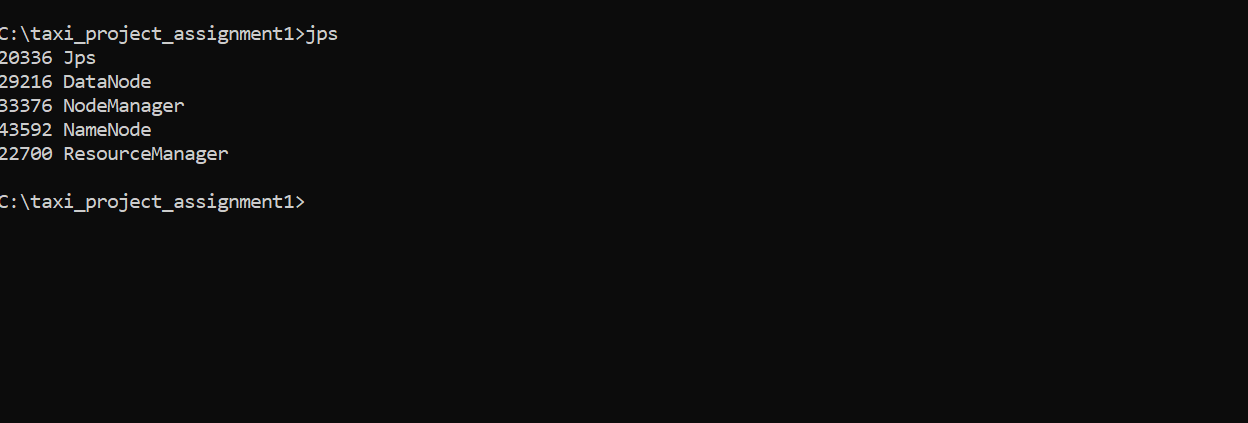 C:\taxi_project_assignment1>jps
20336 Jps
29216 DataNode
33376 NodeManager
43592 NameNode
22700 ResourceManager
C:\taxi_project_assignment1>